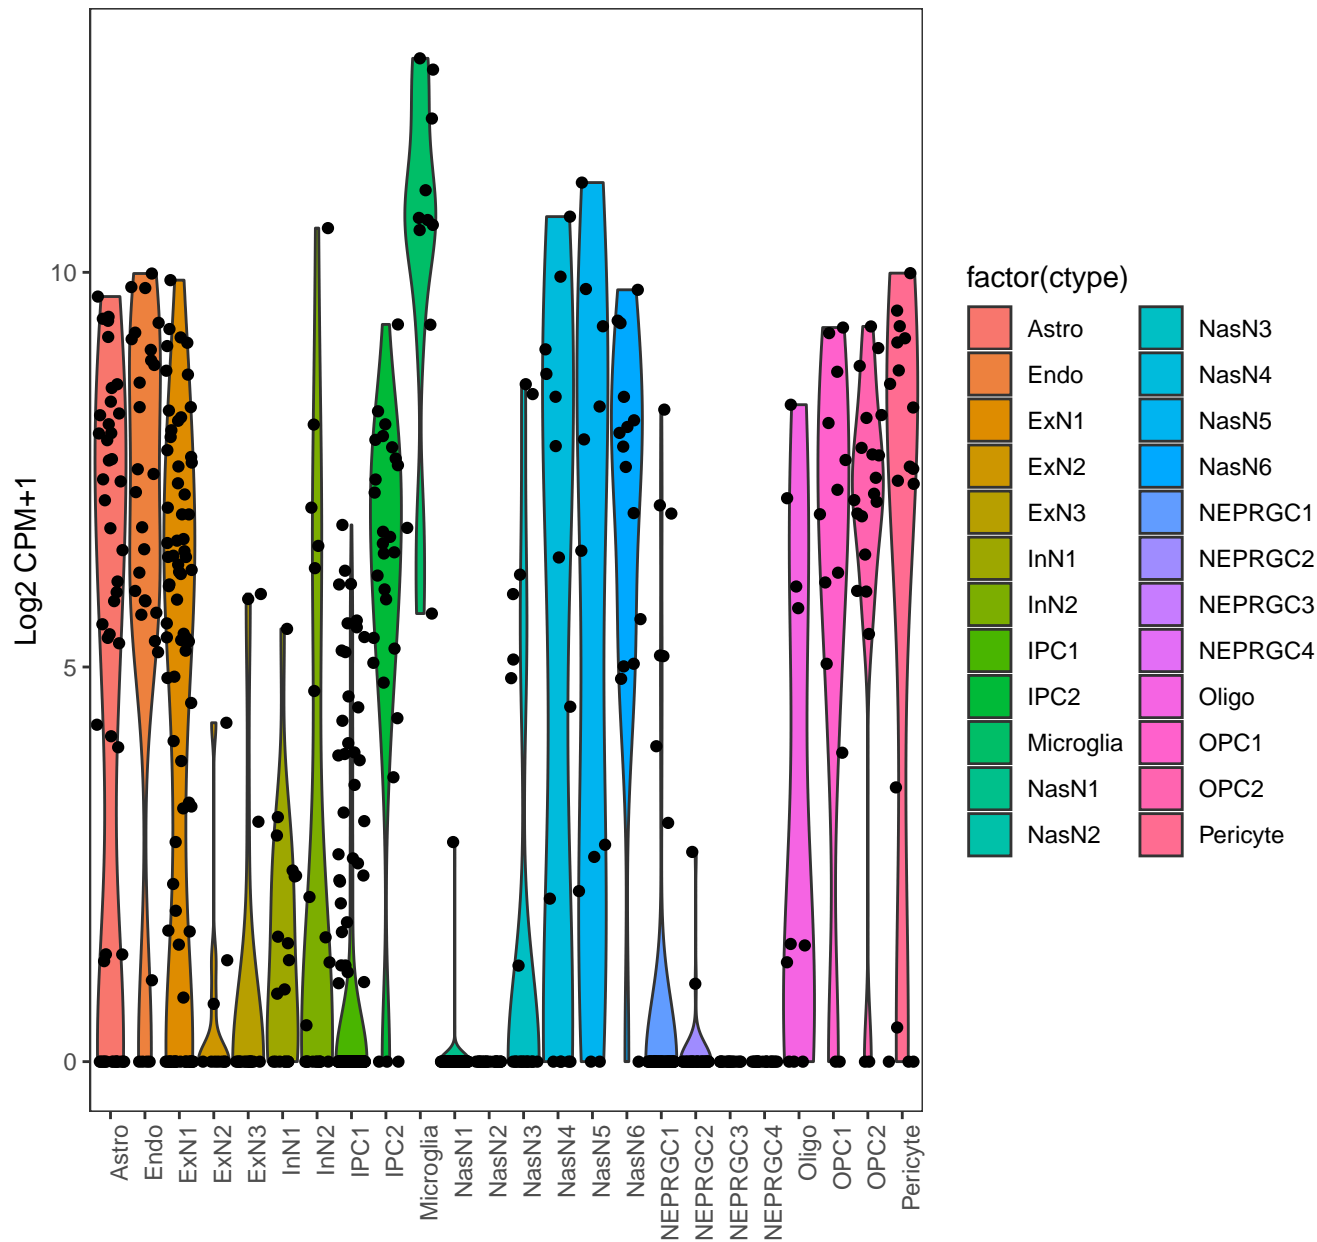 Log2 CPM+1
10
5
0
Astro
Endo
ExN1
ExN2
ExN3
InN1
InN2
IPC1
IPC2
Microglia
NasN1
NasN2
NasN3
NasN4
NasN5
NasN6
NEPRGC1
NEPRGC2
NEPRGC3
NEPRGC4
Oligo
OPC1
OPC2
Pericyte
factor(ctype)
Astro
Endo
ExN1
ExN2
ExN3
InN1
InN2
IPC1
IPC2
Microglia
NasN1
NasN2
NasN3
NasN4
NasN5
NasN6
NEPRGC1
NEPRGC2
NEPRGC3
NEPRGC4
Oligo
OPC1
OPC2
Pericyte